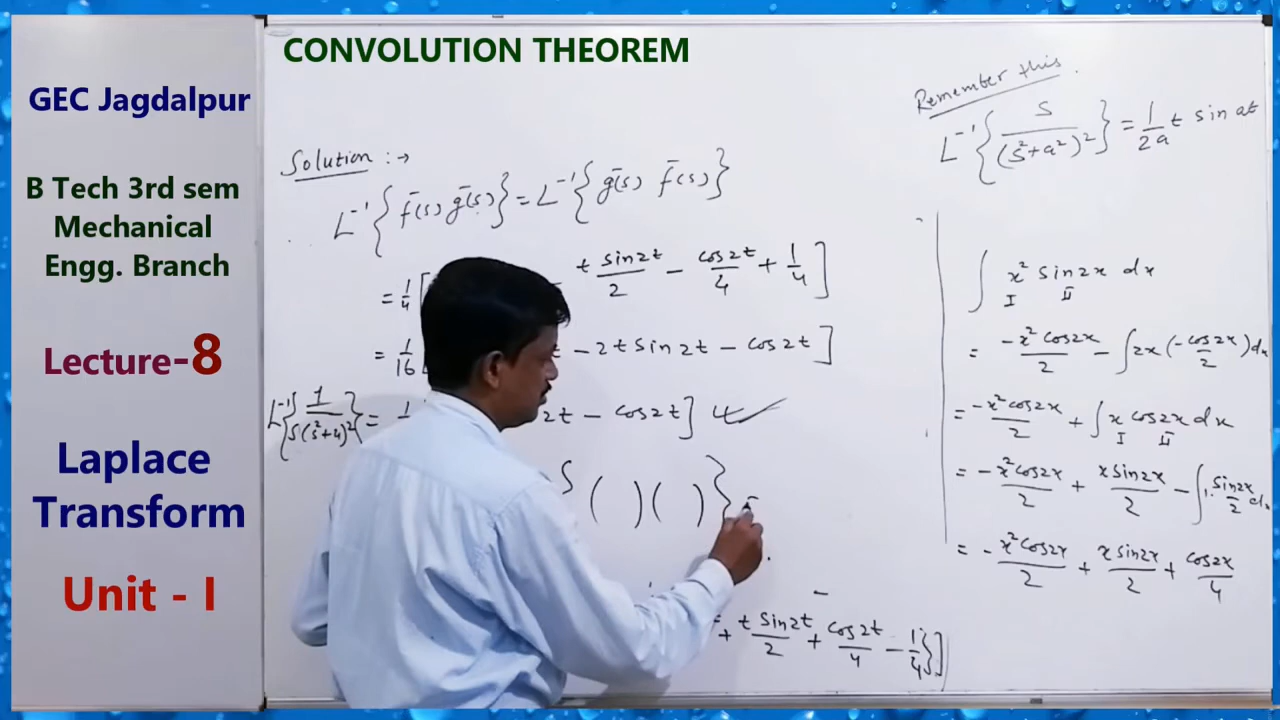 CONVOLUTION THEOREM
GEC Jagdalpur
B Tech 3rd sem
Mechanical
Engg. Branch
Lecture-8
Laplace
Transform
Unit - I
Solution :→
L⁻¹{f̄(s) ḡ(s)} = L⁻¹{ḡ(s) f̄(s)}
= 1/4 [ t sin2t/2 − cos2t/4 + 1/4 ]
= 1/16 [ − 2t sin2t − cos2t ]
L⁻¹{1/s(s²+4)²} = 2t − cos2t ]
( ) ( ) }
+ t sin2t/2 + cos2t/4 − 1/4 } ]
Remember this
L⁻¹{ s/(s²+a²)² } = 1/2a t sin at
∫ x² sin2x dx
I II
= −x² cos2x/2 − ∫ 2x (−cos2x/2) dx
= −x² cos2x/2 + ∫ x cos2x dx
I II
= −x² cos2x/2 + x sin2x/2 − ∫ 1. sin2x/2 dx
= − x² cos2x/2 + x sin2x/2 + cos2x/4